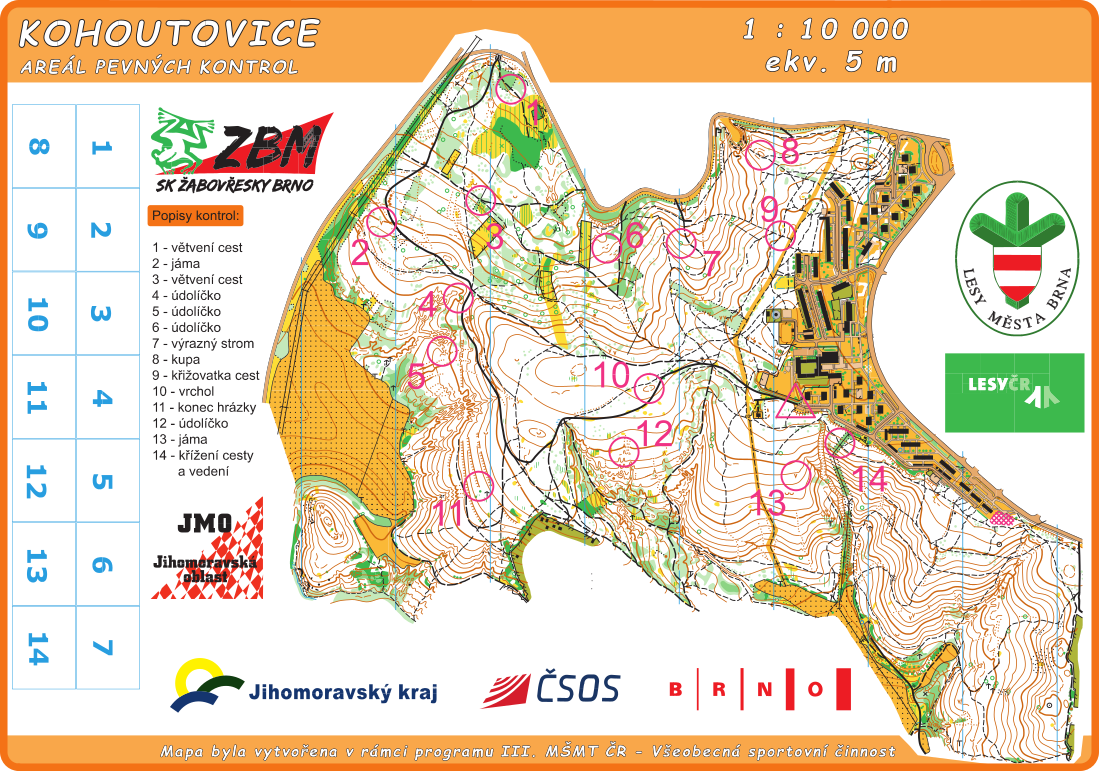 KOHOUTOVICE
AREÁL PEVNÝCH KONTROL
1 : 10 000
ekv. 5 m
8 1
9 2
10 3
11 4
12 5
13 6
14 7
ZBM
SK ŽABOVŘESKY BRNO
Popisy kontrol:
1 - větvení cest
2 - jáma
3 - větvení cest
4 - údolíčko
5 - údolíčko
6 - údolíčko
7 - výrazný strom
8 - kupa
9 - křižovatka cest
10 - vrchol
11 - konec hrázky
12 - údolíčko
13 - jáma
14 - křížení cesty
a vedení
JMO
Jihomoravská
oblast
1
2
3
4
5
6
7
8
9
10
11
12
13
14
LESY MĚSTA BRNA
LESY ČR
Jihomoravský kraj
ČSOS
B R N O
Mapa byla vytvořena v rámci programu III. MŠMT ČR - Všeobecná sportovní činnost